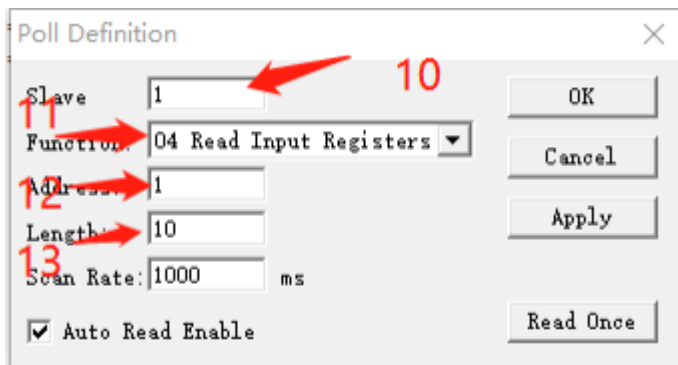 Poll Definition
Slave 1 10 OK
11
Function: 04 Read Input Registers
Cancel
Address: 1
12
Length: 10 Apply
13
Scan Rate: 1000 ms
Auto Read Enable Read Once